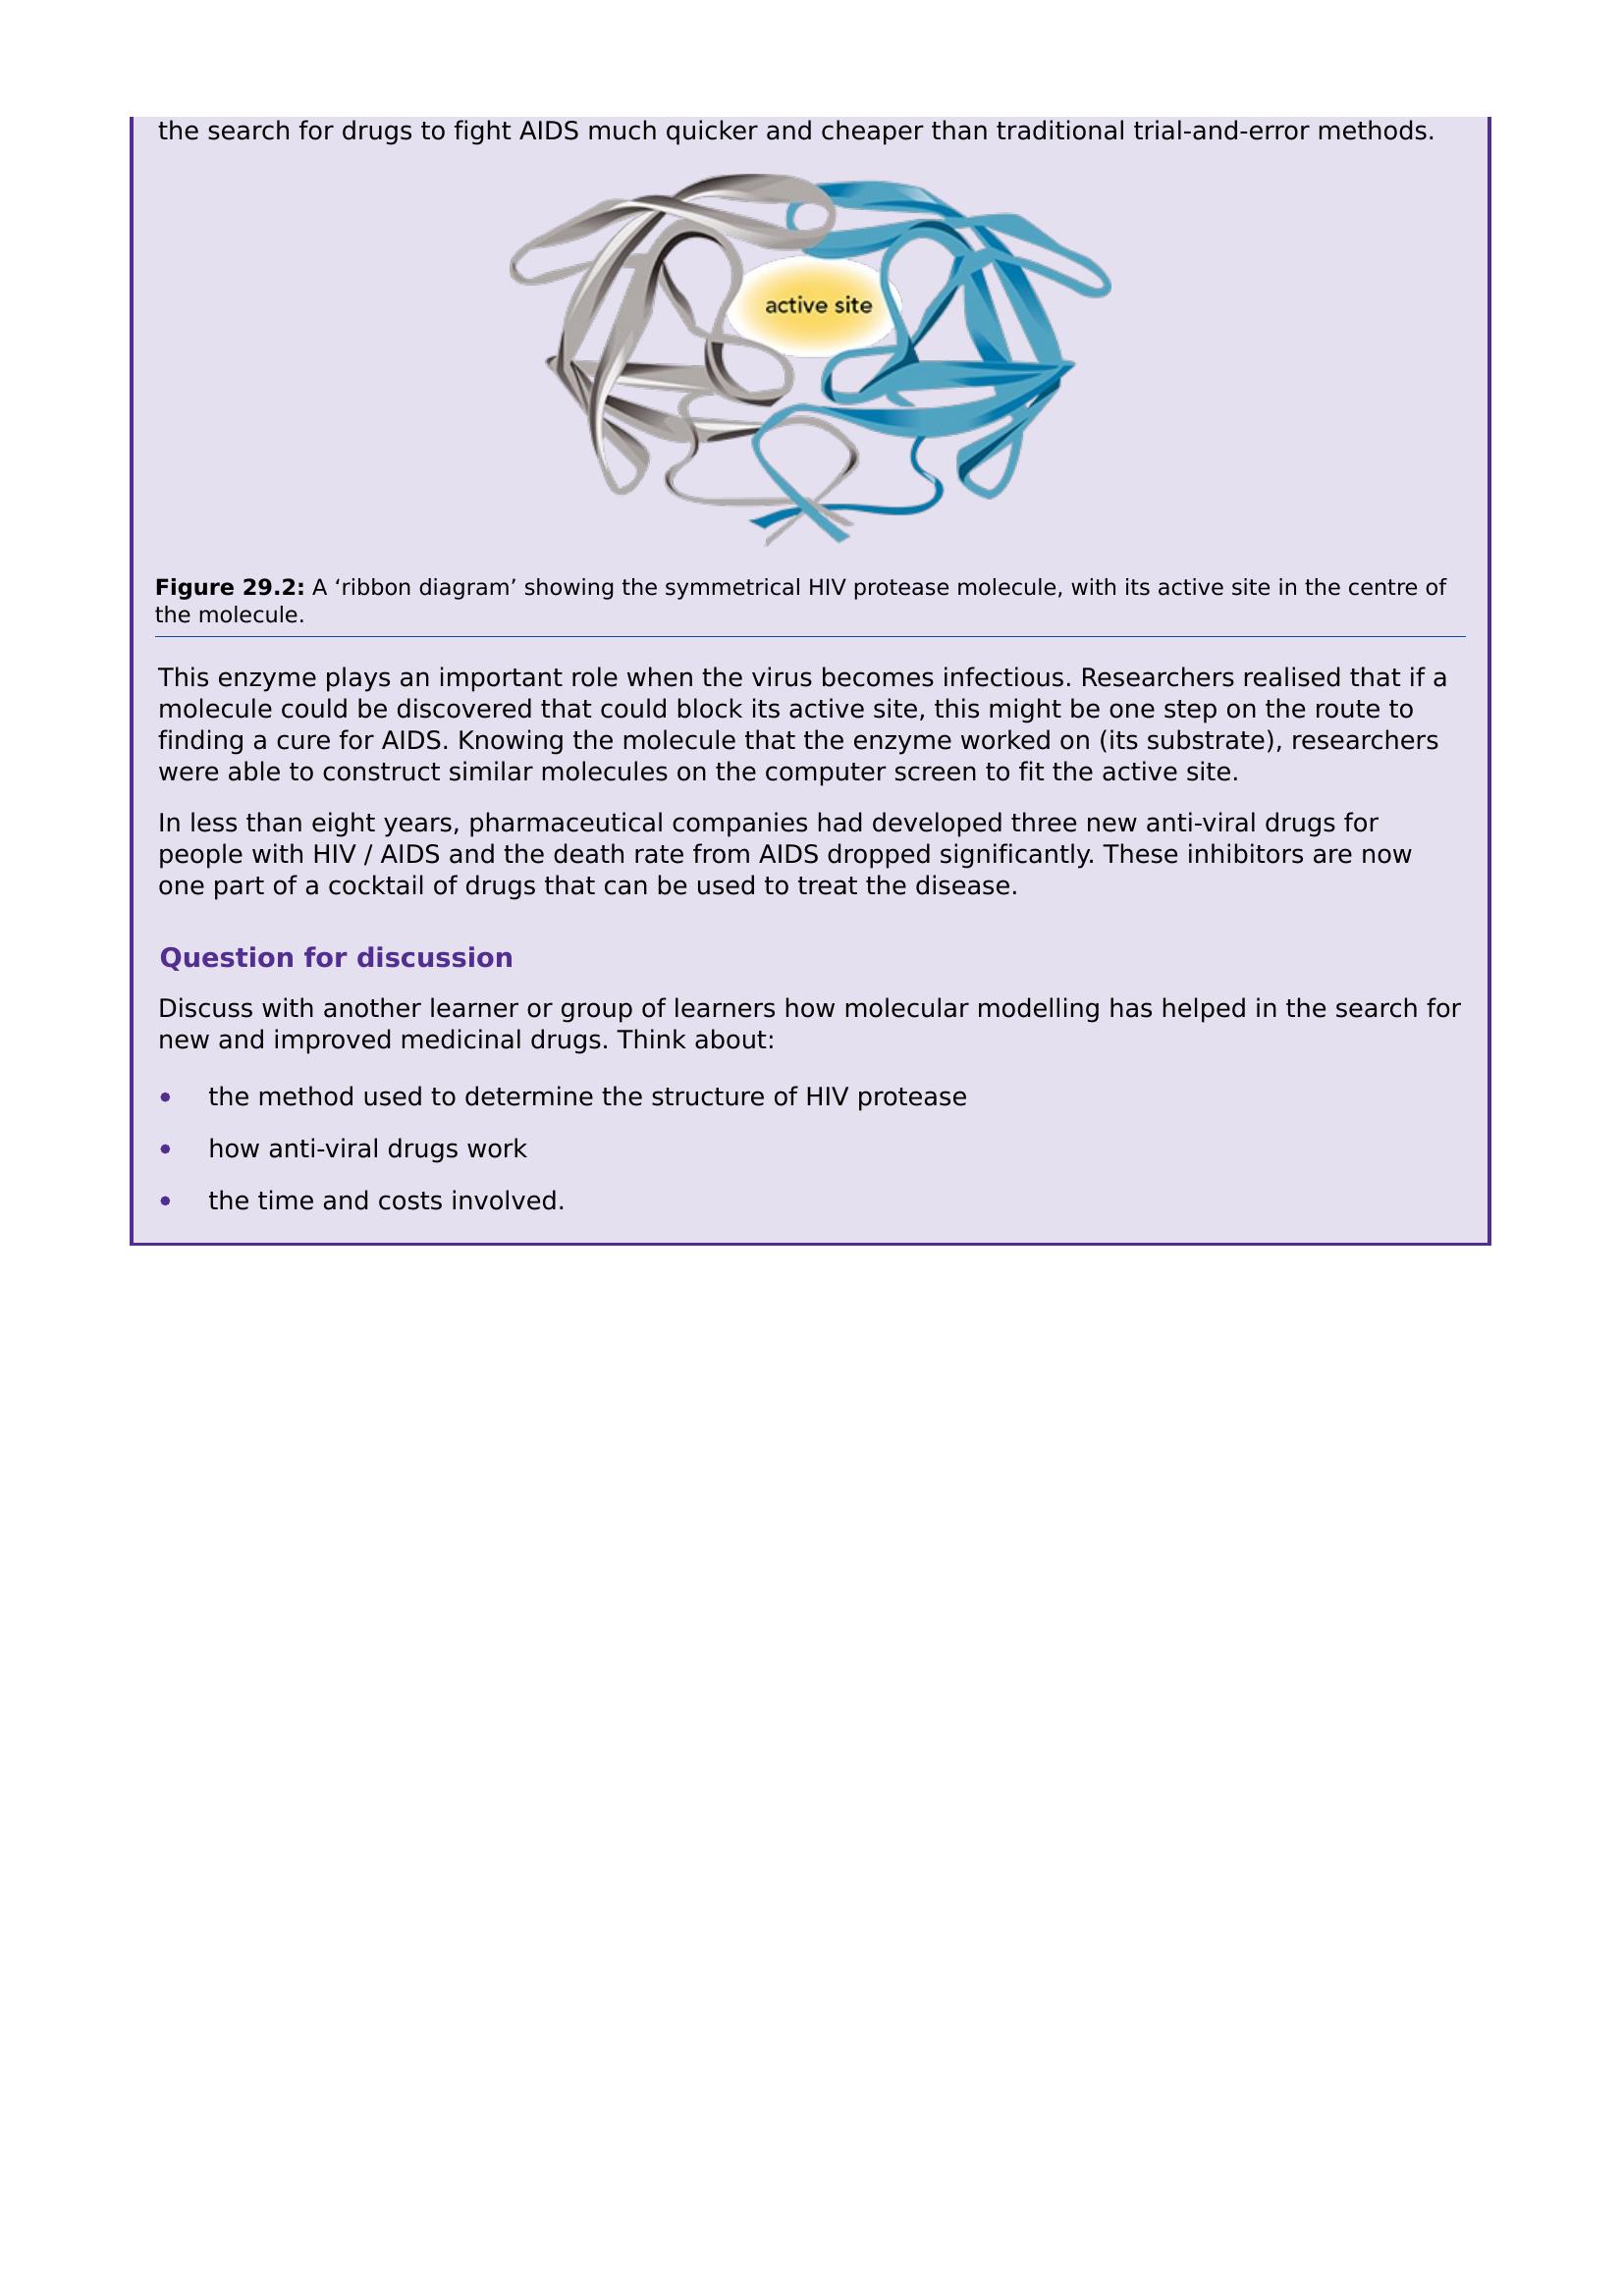 the search for drugs to fight AIDS much quicker and cheaper than traditional trial-and-error methods.
active site
Figure 29.2: A ‘ribbon diagram’ showing the symmetrical HIV protease molecule, with its active site in the centre of
the molecule.
This enzyme plays an important role when the virus becomes infectious. Researchers realised that if a
molecule could be discovered that could block its active site, this might be one step on the route to
finding a cure for AIDS. Knowing the molecule that the enzyme worked on (its substrate), researchers
were able to construct similar molecules on the computer screen to fit the active site.
In less than eight years, pharmaceutical companies had developed three new anti-viral drugs for
people with HIV / AIDS and the death rate from AIDS dropped significantly. These inhibitors are now
one part of a cocktail of drugs that can be used to treat the disease.
Question for discussion
Discuss with another learner or group of learners how molecular modelling has helped in the search for
new and improved medicinal drugs. Think about:
• the method used to determine the structure of HIV protease
• how anti-viral drugs work
• the time and costs involved.